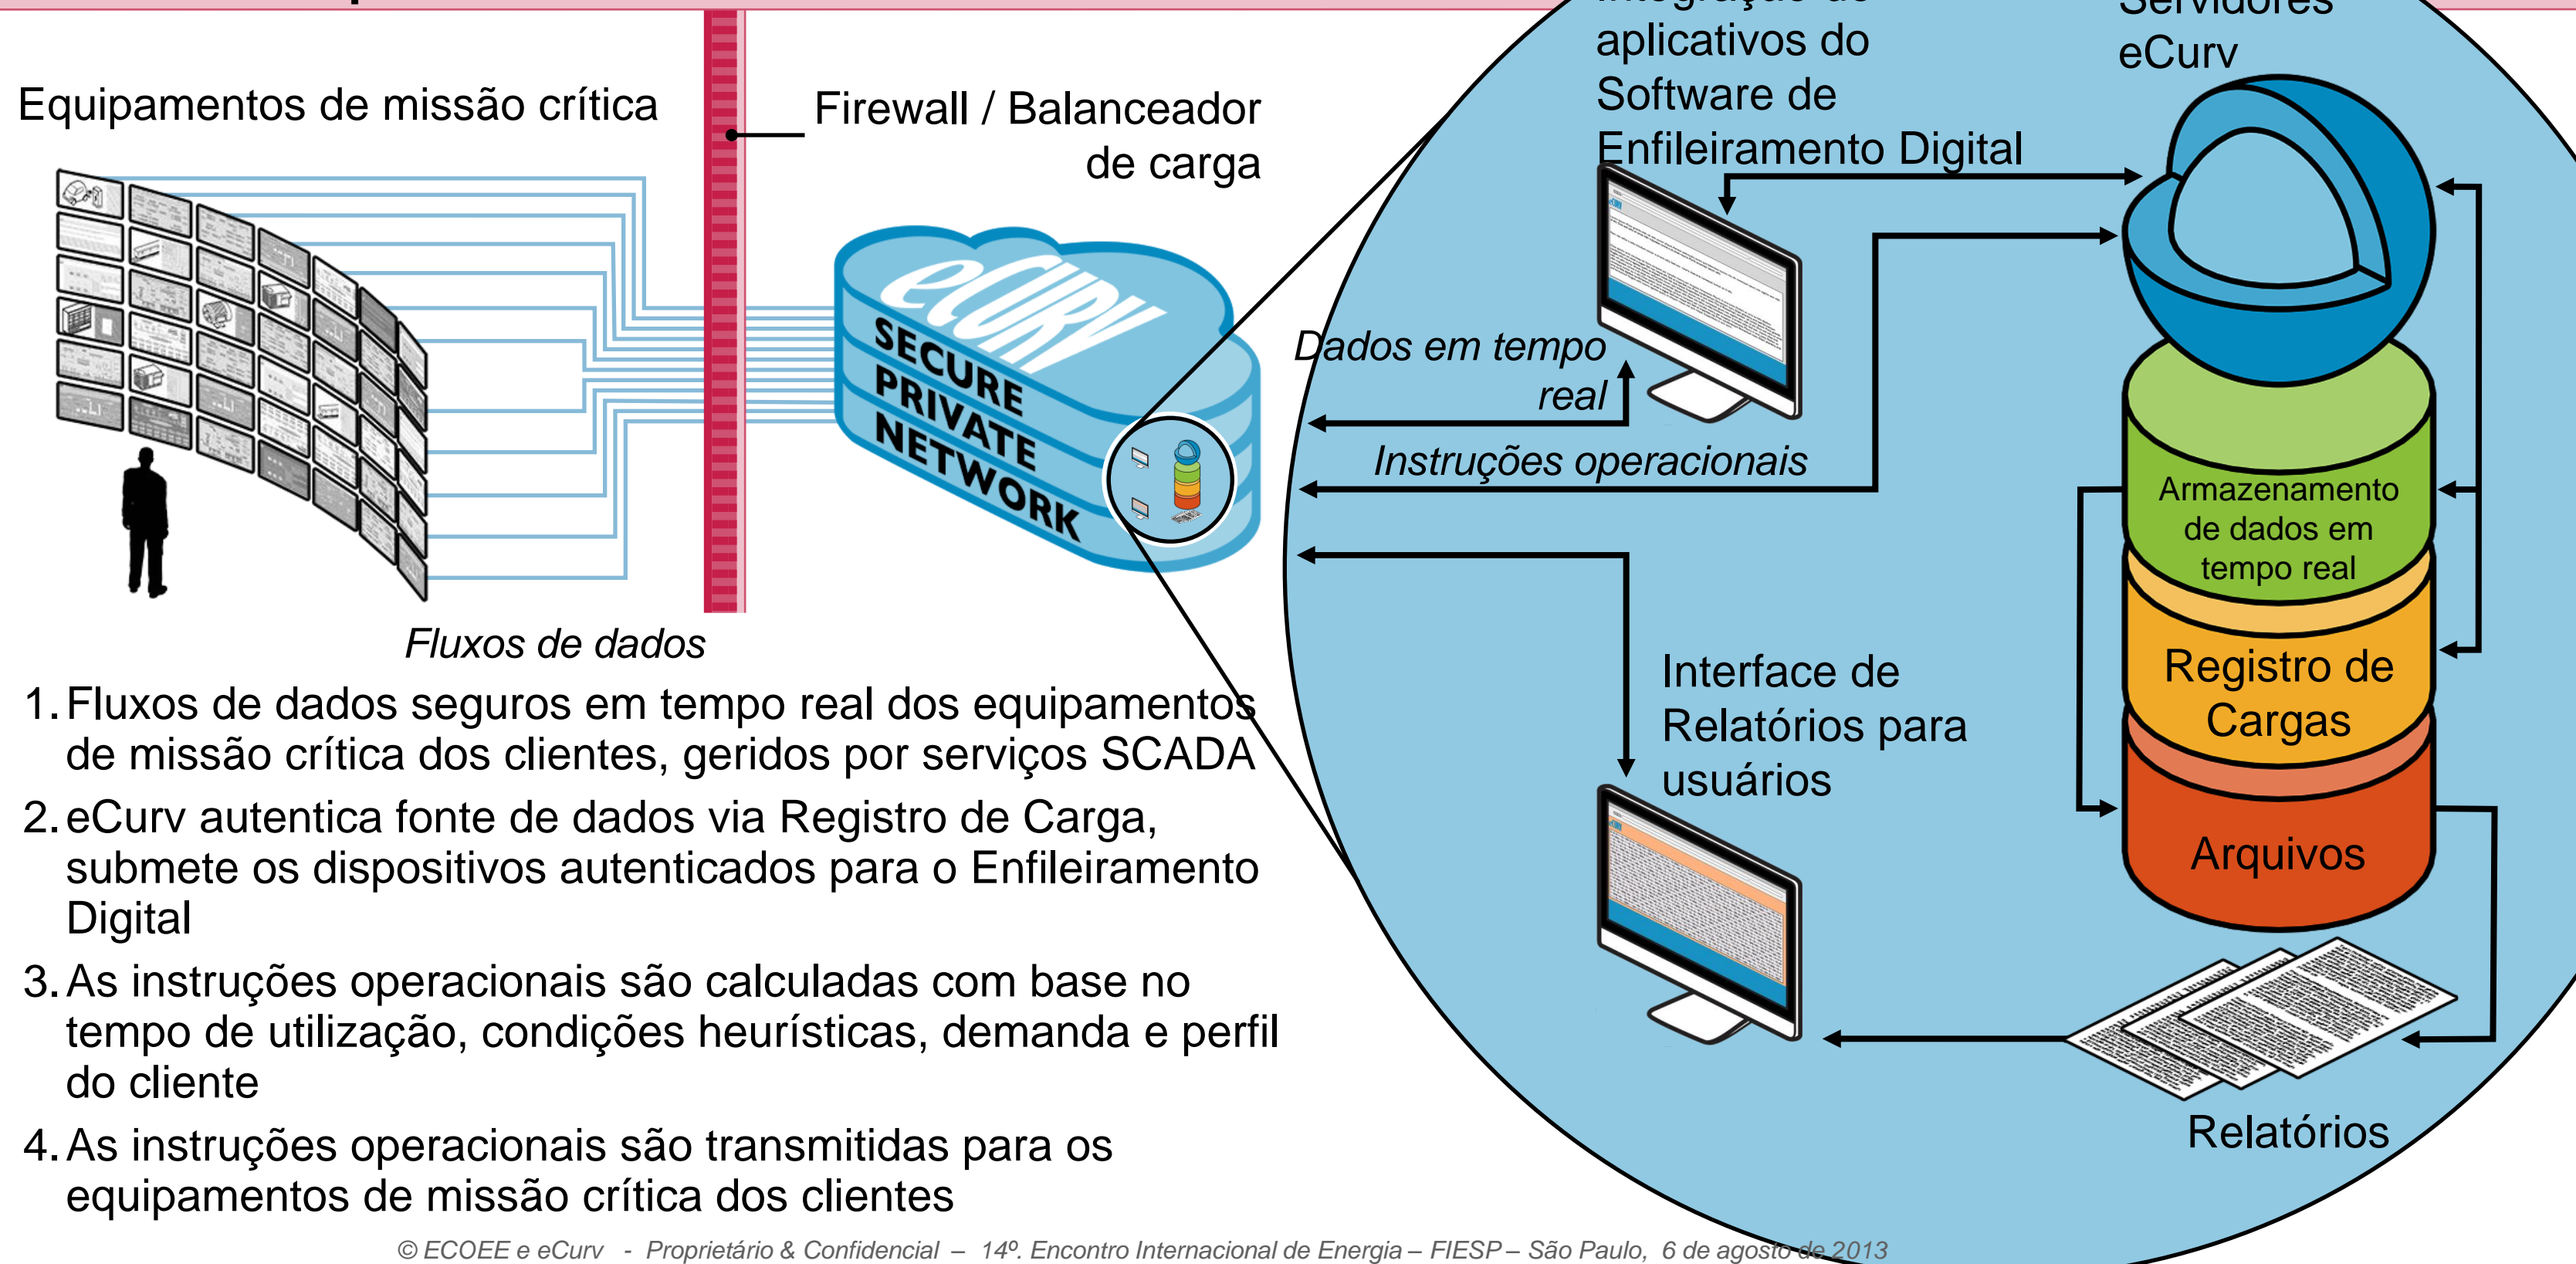 Integração de
aplicativos do
Software de
Enfileiramento Digital
Servidores
eCurv
Equipamentos de missão crítica
Firewall / Balanceador
de carga
eCURV
SECURE
PRIVATE
NETWORK
Dados em tempo
real
Instruções operacionais
Armazenamento
de dados em
tempo real
Registro de
Cargas
Arquivos
Interface de
Relatórios para
usuários
Relatórios
Fluxos de dados
1. Fluxos de dados seguros em tempo real dos equipamentos
de missão crítica dos clientes, geridos por serviços SCADA
2. eCurv autentica fonte de dados via Registro de Carga,
submete os dispositivos autenticados para o Enfileiramento
Digital
3. As instruções operacionais são calculadas com base no
tempo de utilização, condições heurísticas, demanda e perfil
do cliente
4. As instruções operacionais são transmitidas para os
equipamentos de missão crítica dos clientes
© ECOEE e eCurv - Proprietário & Confidencial – 14º. Encontro Internacional de Energia – FIESP – São Paulo, 6 de agosto de 2013